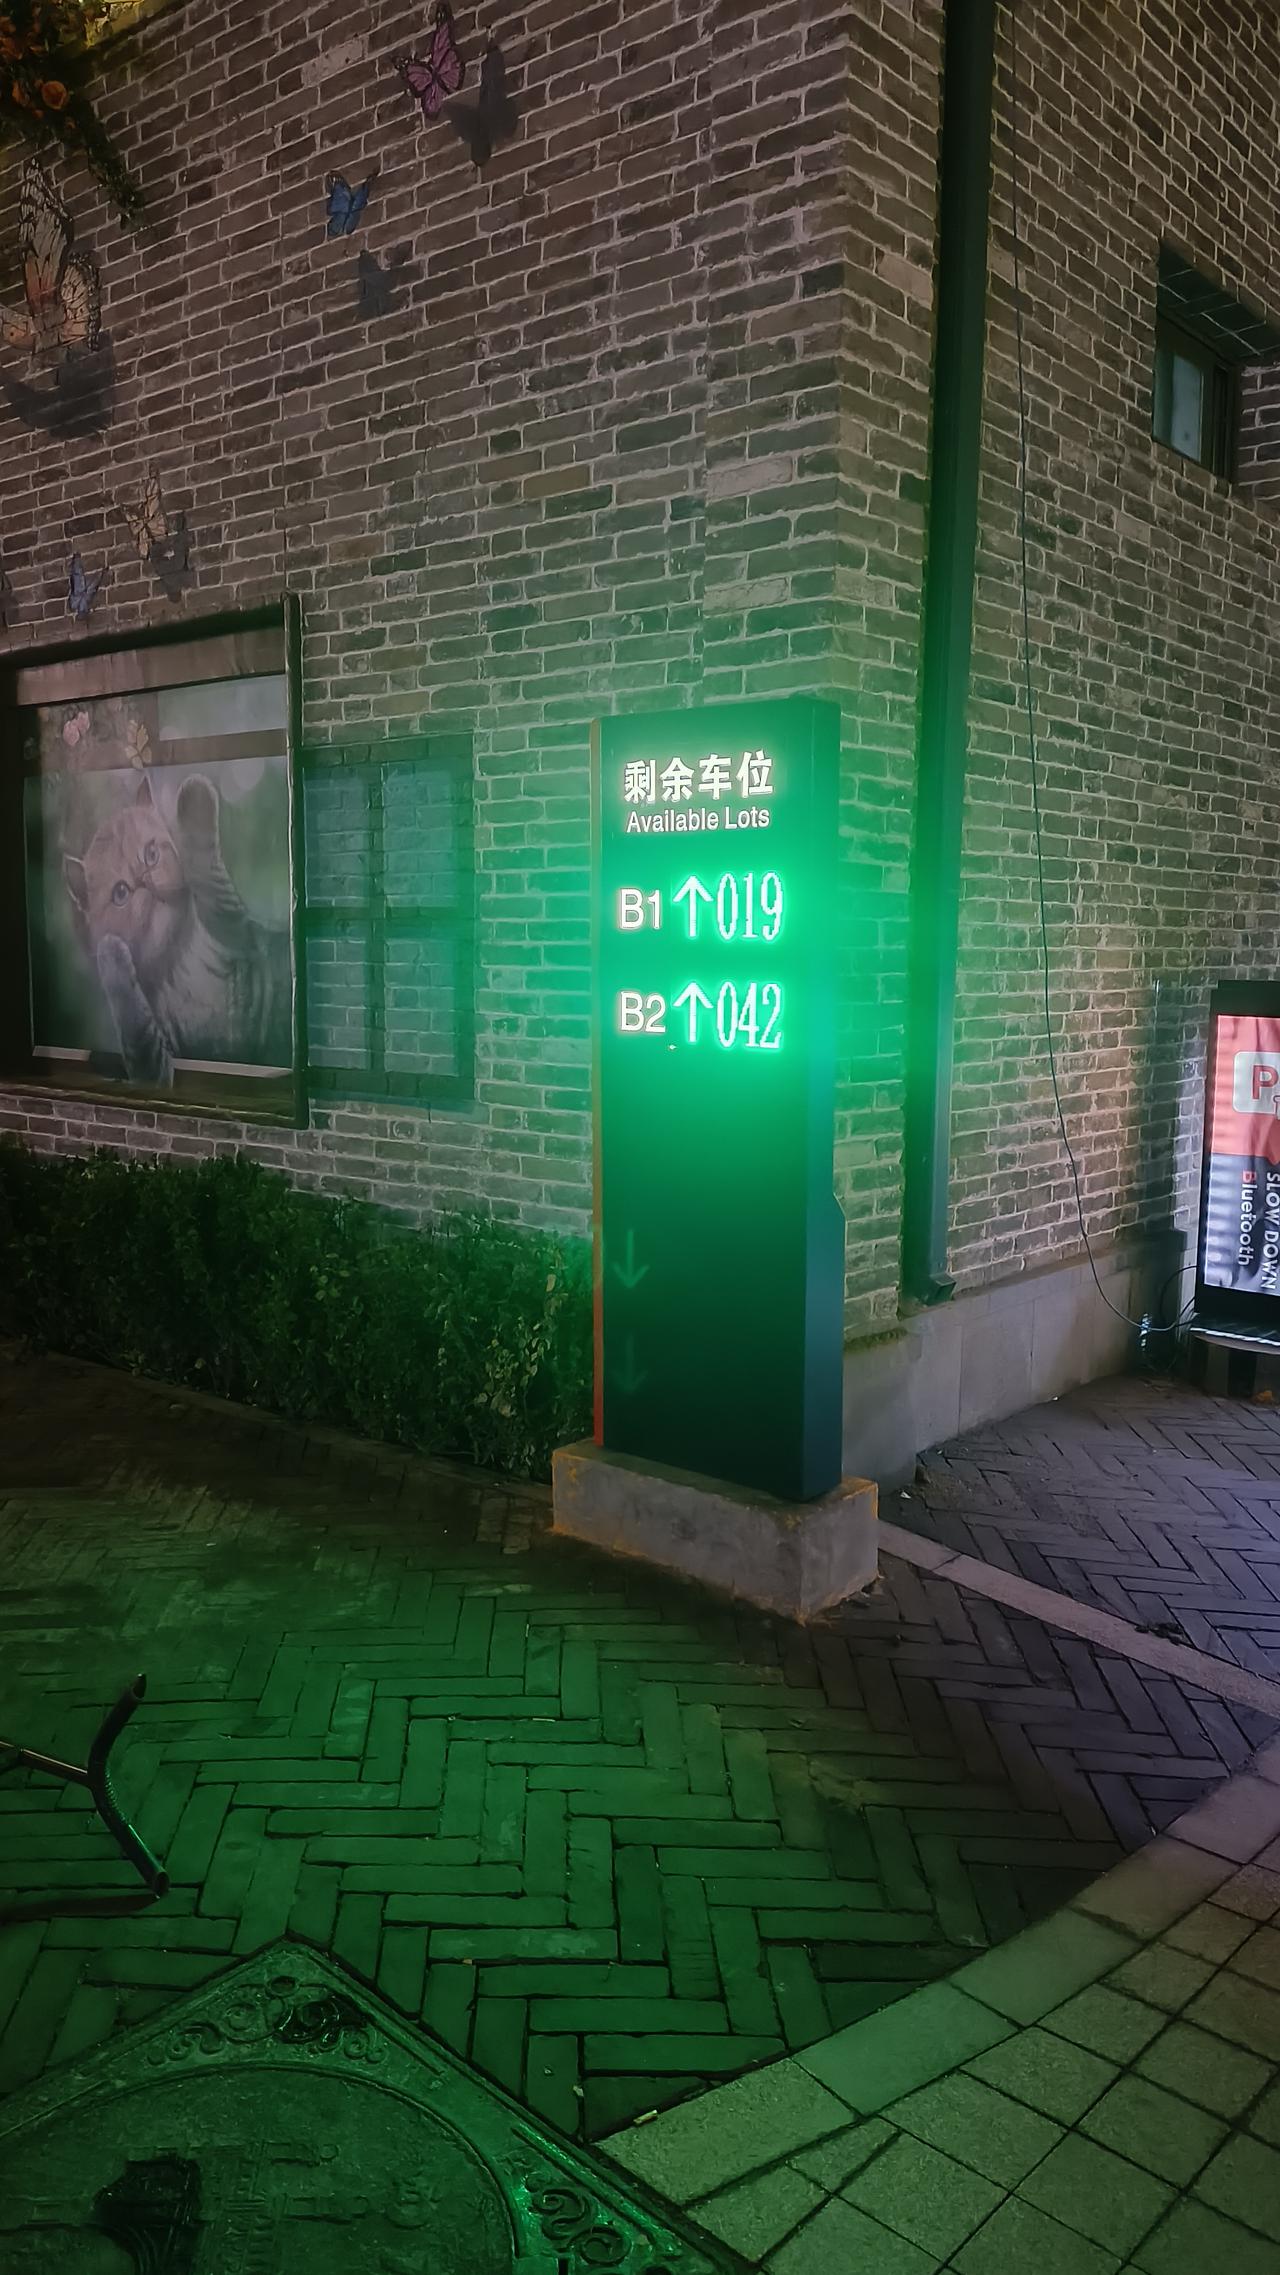 剩余车位
Available Lots
B1 ↑019
B2 ↑042
P
SLOW DOWN
Bluetooth